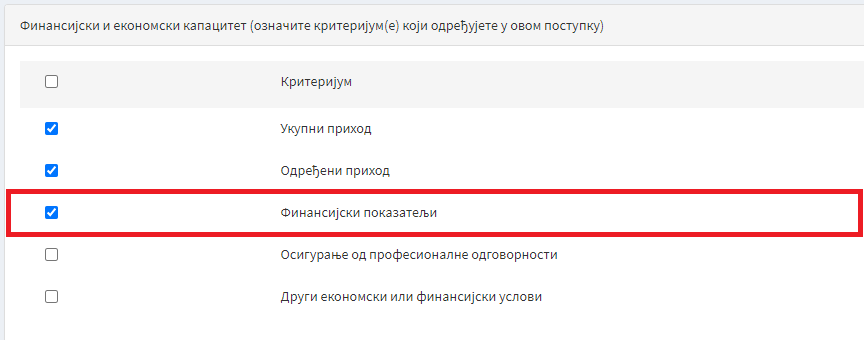 Финансијски и економски капацитет (означите критеријум(е) који одређујете у овом поступку)
Критеријум
Укупни приход
Одређени приход
Финансијски показатељи
Осигурање од професионалне одговорности
Други економски или финансијски услови